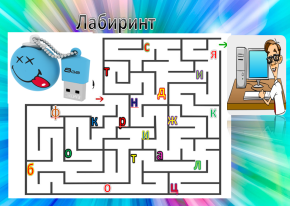 Лабиринт
с
я
т
и
д
н
ф
к
р
ж
к
и
б
о
т
а
л
о
ц